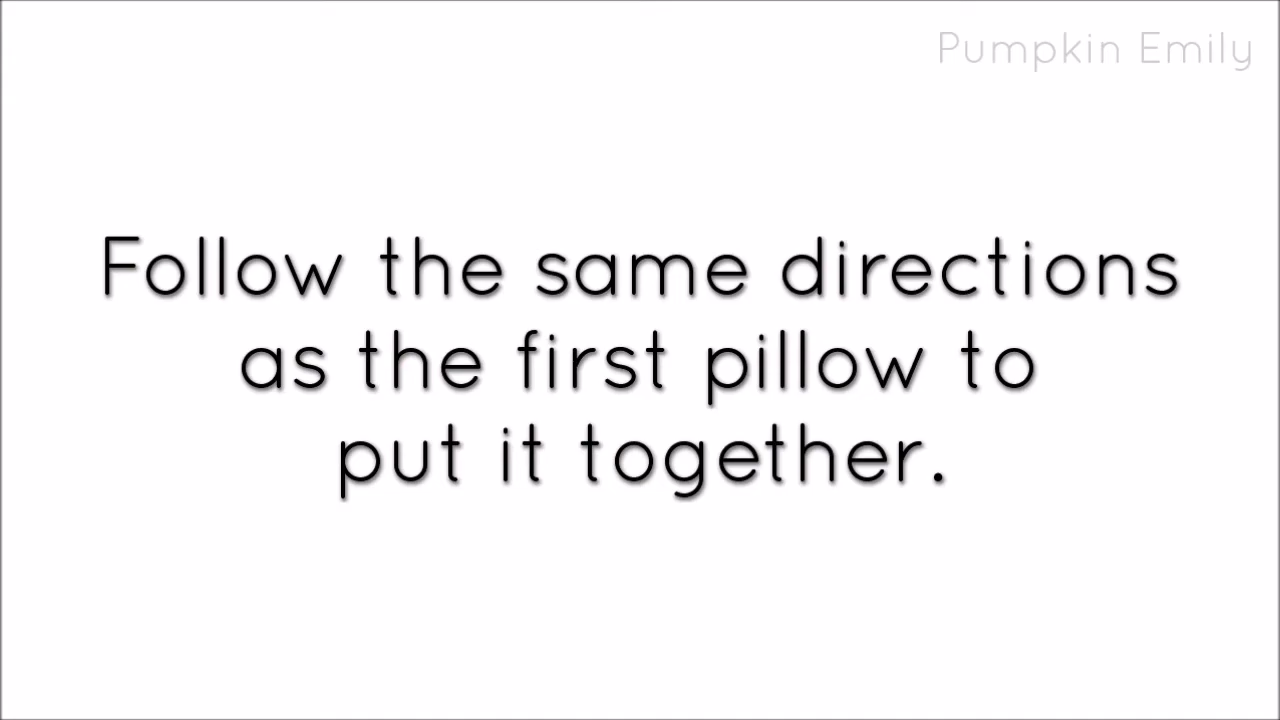 Pumpkin Emily
Follow the same directions
as the first pillow to
put it together.